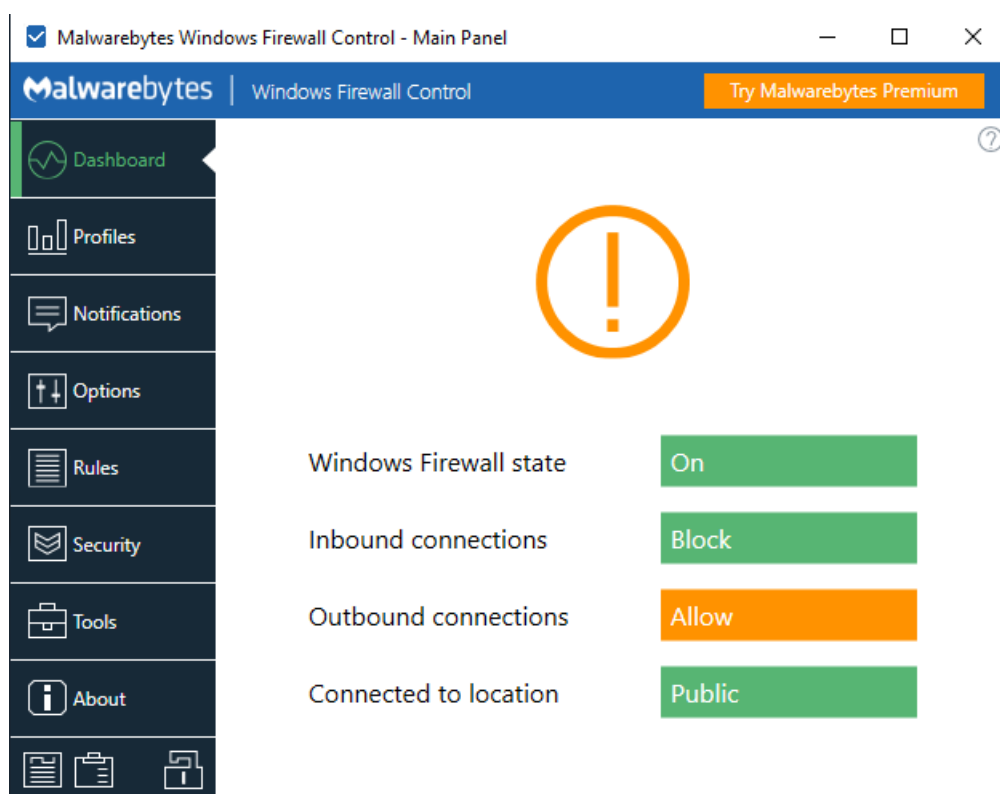 Malwarebytes Windows Firewall Control - Main Panel
Malwarebytes | Windows Firewall Control
Try Malwarebytes Premium
Dashboard
Profiles
Notifications
Options
Rules
Security
Tools
About
Windows Firewall state On
Inbound connections Block
Outbound connections Allow
Connected to location Public